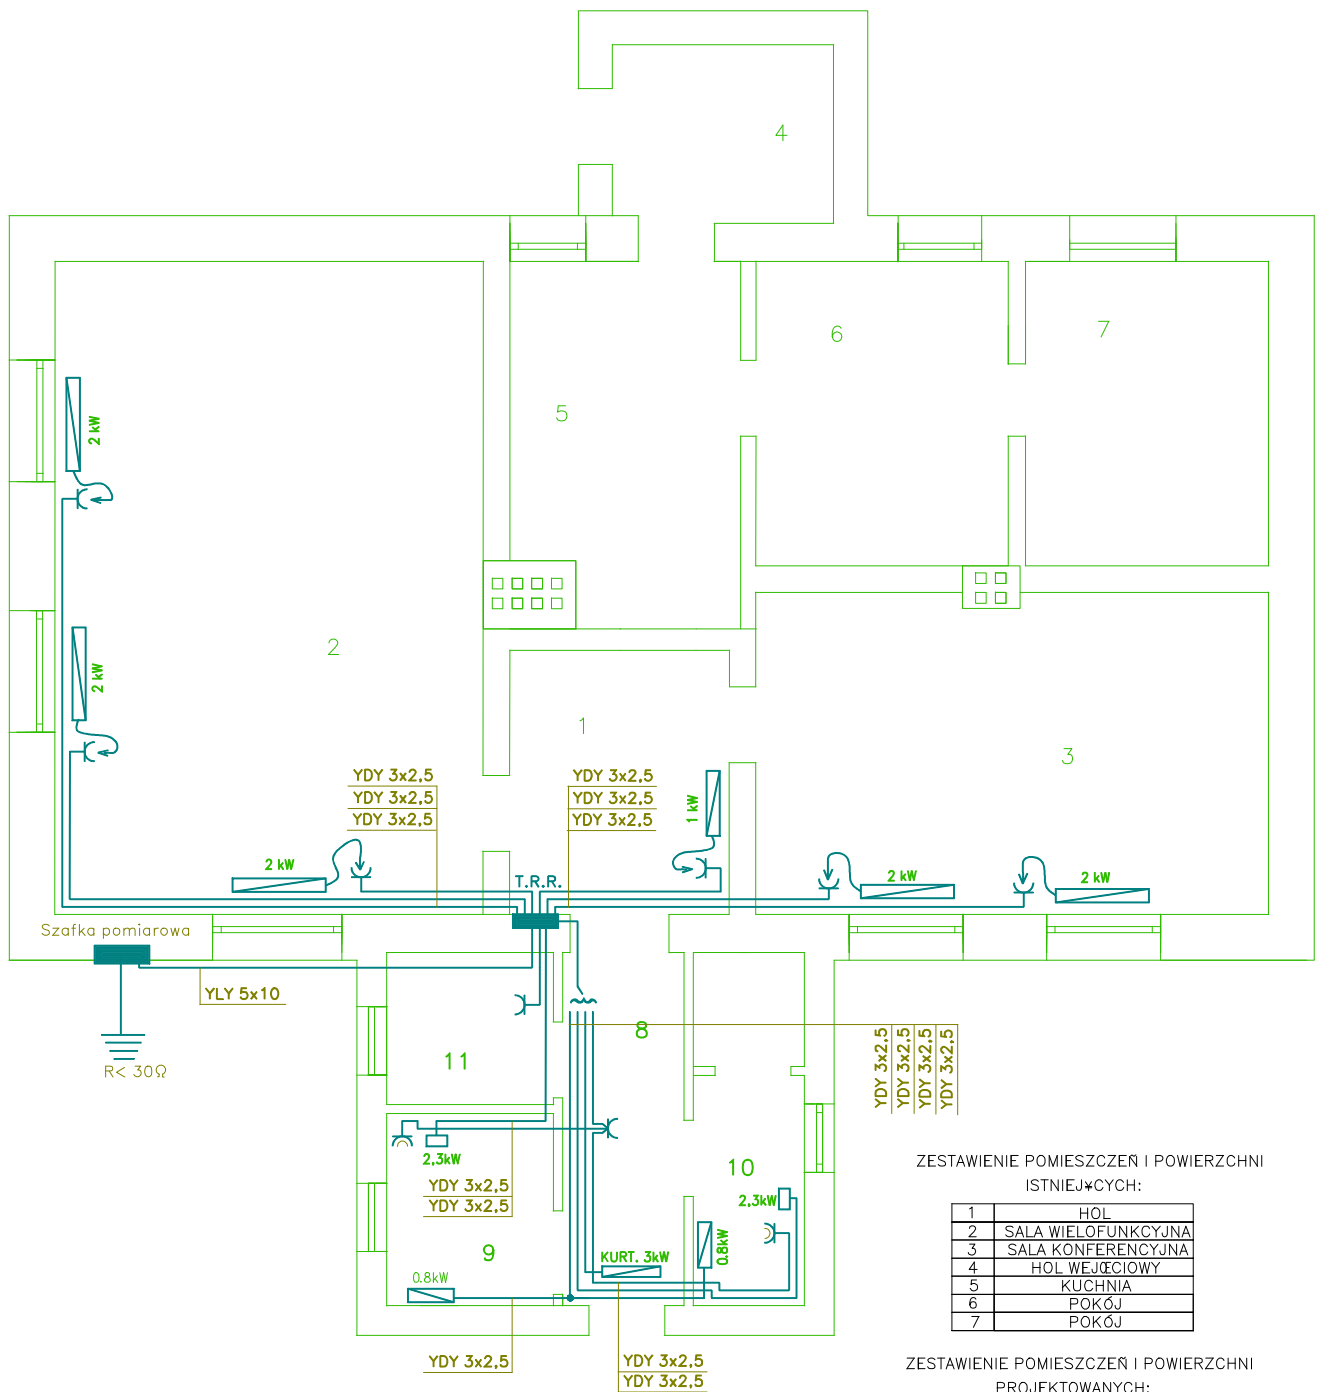 4
6
7
5
2 kW
2
2 kW
1
3
YDY 3x2,5
YDY 3x2,5
YDY 3x2,5
YDY 3x2,5
YDY 3x2,5
YDY 3x2,5
1 kW
2 kW
T.R.R.
2 kW
2 kW
Szafka pomiarowa
YLY 5x10
R< 30Ω
8
11
YDY 3x2,5
YDY 3x2,5
YDY 3x2,5
YDY 3x2,5
2,3kW
10
YDY 3x2,5
YDY 3x2,5
2,3kW
9
KURT. 3kW
0.8kW
0.8kW
YDY 3x2,5
YDY 3x2,5
YDY 3x2,5
ZESTAWIENIE POMIESZCZEŃ I POWIERZCHNI
ISTNIEJ¥CYCH:
1 HOL
2 SALA WIELOFUNKCYJNA
3 SALA KONFERENCYJNA
4 HOL WEJŒCIOWY
5 KUCHNIA
6 POKÓJ
7 POKÓJ
ZESTAWIENIE POMIESZCZEŃ I POWIERZCHNI
PROJEKTOWANYCH: